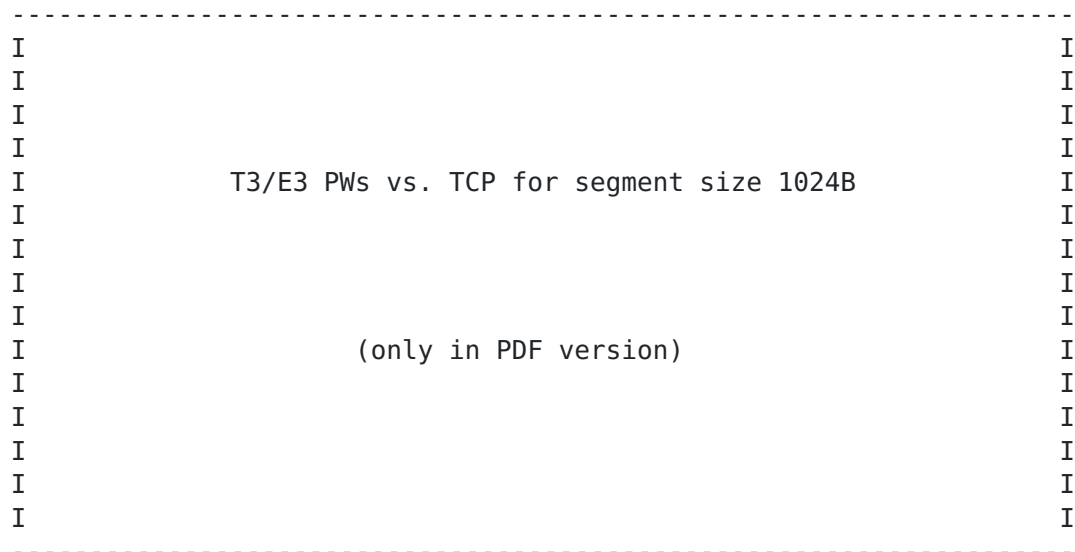 ---------------------------------------------------------------------
I                                                                   I
I                                                                   I
I                                                                   I
I                                                                   I
I             T3/E3 PWs vs. TCP for segment size 1024B             I
I                                                                   I
I                                                                   I
I                                                                   I
I                                                                   I
I                     (only in PDF version)                        I
I                                                                   I
I                                                                   I
I                                                                   I
I                                                                   I
I                                                                   I
---------------------------------------------------------------------